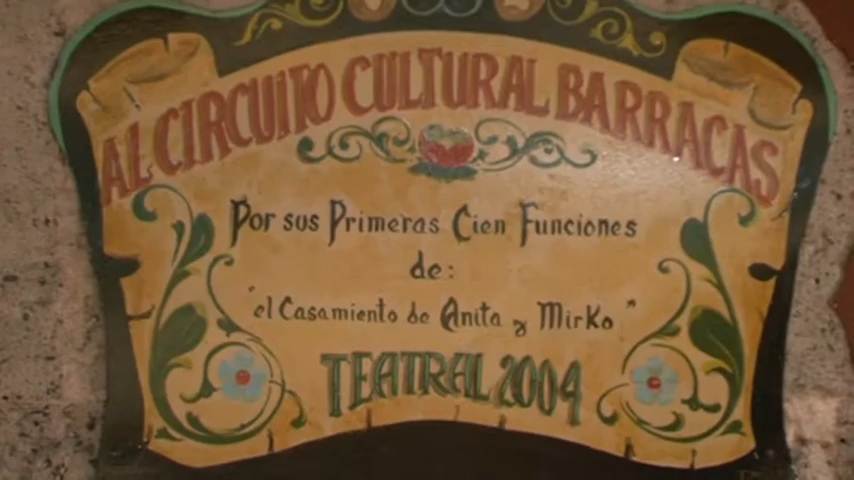 AL CIRCUITO CULTURAL BARRACAS
Por sus Primeras Cien Funciones
de:
"el Casamiento de Anita y Mirko"
TEATRAL 2004